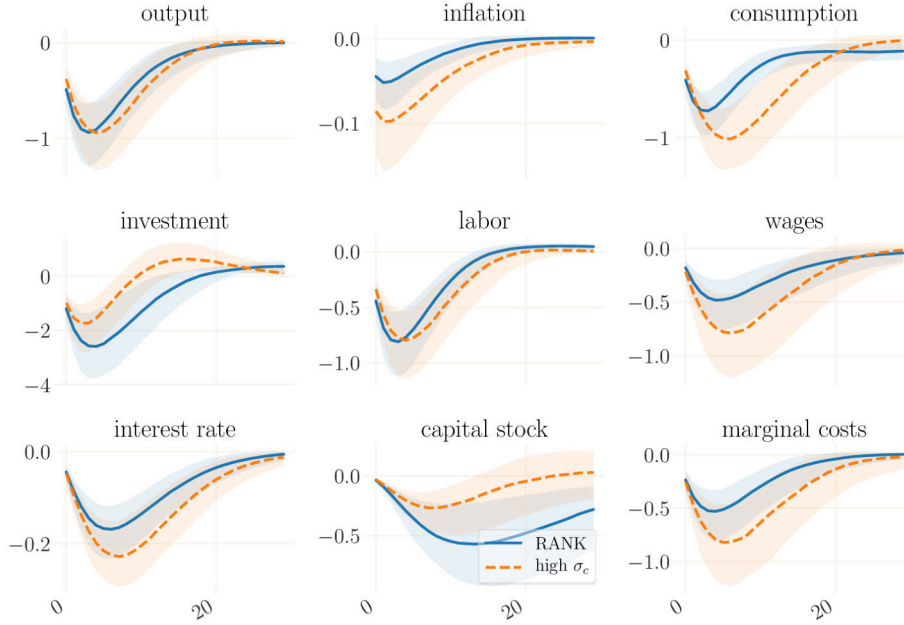 output
inflation
consumption
0
−1
0.0
−0.1
0
−1
investment
labor
wages
0
−2
−4
0.0
−0.5
−1.0
0.0
−0.5
−1.0
interest rate
capital stock
marginal costs
0.0
−0.2
0.0
−0.5
0.0
−0.5
−1.0
RANK
high σc
0
20
0
20
0
20